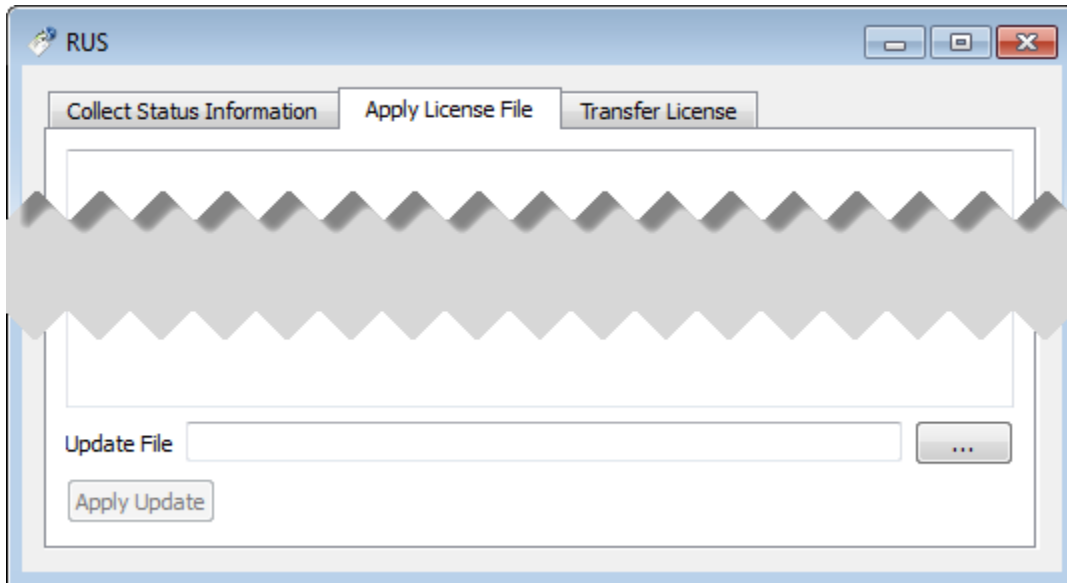 RUS
Collect Status Information Apply License File Transfer License
Update File ...
Apply Update